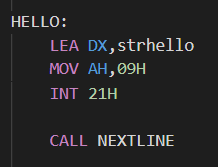 HELLO:
LEA DX,strhello
MOV AH,09H
INT 21H
CALL NEXTLINE